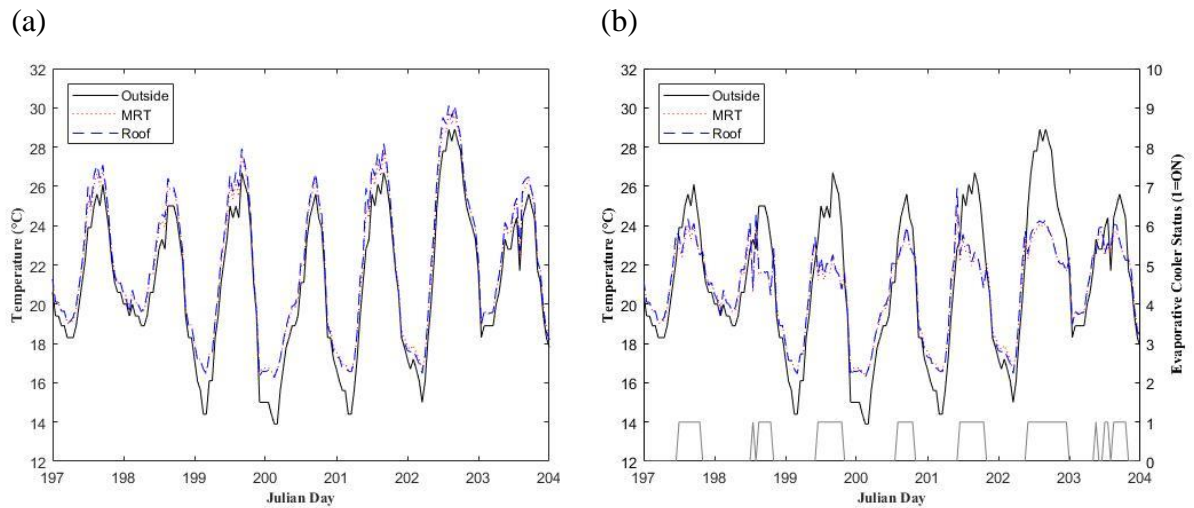 (a)
32
30
28
26
24
22
20
18
16
14
12
Temperature (°C)
Outside
MRT
Roof
197 198 199 200 201 202 203 204
Julian Day
(b)
32
30
28
26
24
22
20
18
16
14
12
Temperature (°C)
Outside
MRT
Roof
10
9
8
7
6
5
4
3
2
1
0
Evaporative Cooler Status (1=ON)
197 198 199 200 201 202 203 204
Julian Day